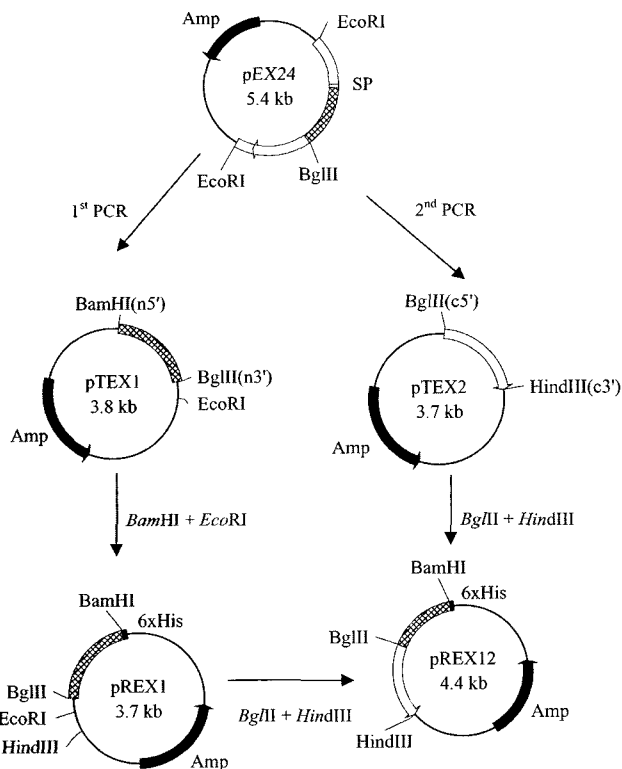 Amp
EcoRI
pEX24
5.4 kb
SP
EcoRI
BglII
1st PCR
2nd PCR
BamHI(n5')
BglII(c5')
pTEX1
3.8 kb
BglII(n3')
EcoRI
Amp
pTEX2
3.7 kb
HindIII(c3')
Amp
BamHI + EcoRI
BglII + HindIII
BamHI
6xHis
BamHI
6xHis
BglII
pREX1
3.7 kb
BglII
EcoRI
HindIII
Amp
BglII + HindIII
pREX12
4.4 kb
HindIII
Amp